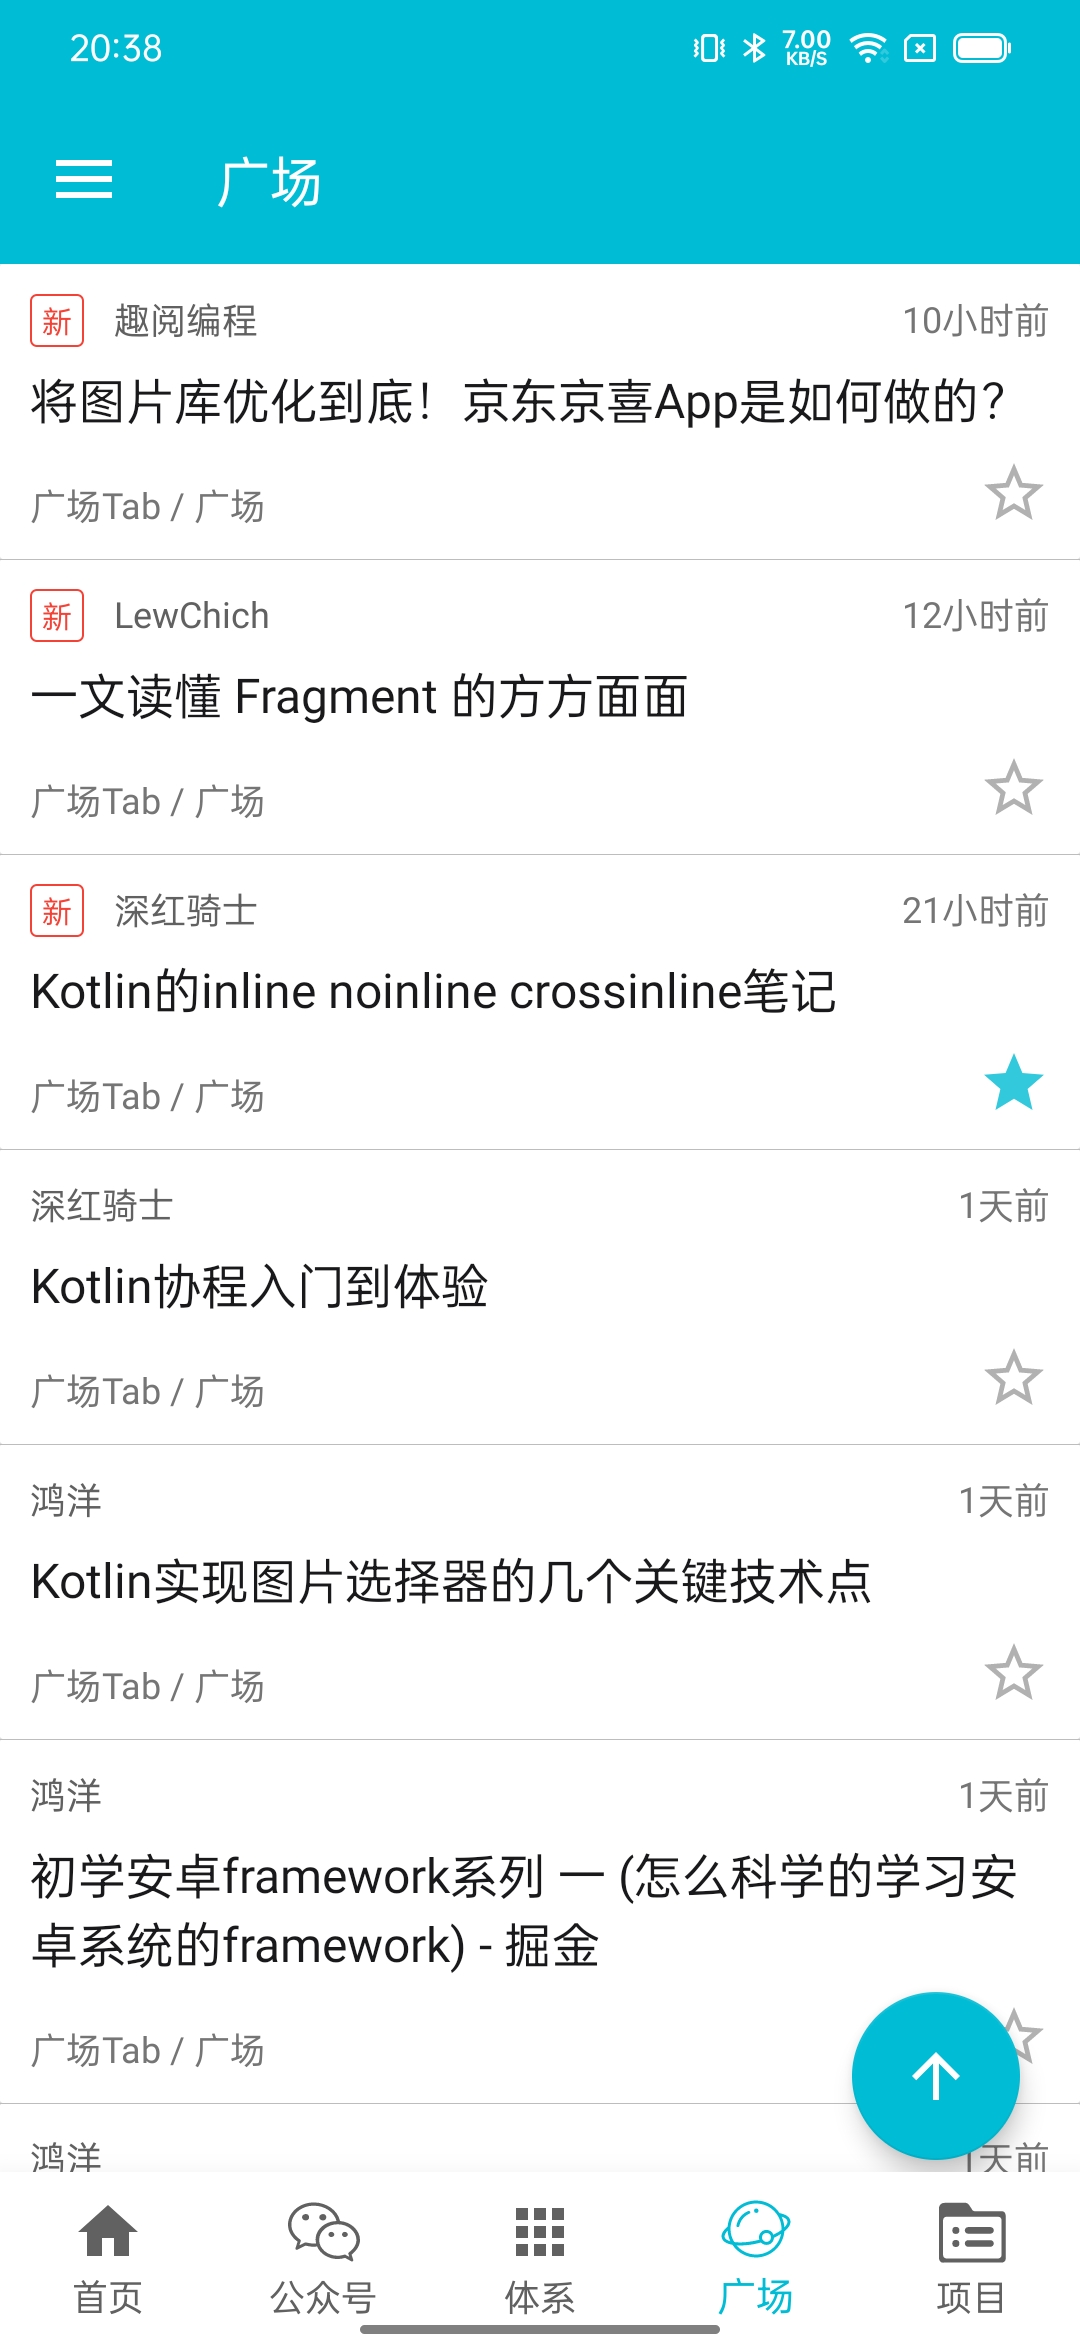 20:38
7.00
KB/S
广场
新 趣阅编程 10小时前
将图片库优化到底！京东京喜App是如何做的？
广场Tab / 广场
新 LewChich 12小时前
一文读懂 Fragment 的方方面面
广场Tab / 广场
新 深红骑士 21小时前
Kotlin的inline noinline crossinline笔记
广场Tab / 广场
深红骑士 1天前
Kotlin协程入门到体验
广场Tab / 广场
鸿洋 1天前
Kotlin实现图片选择器的几个关键技术点
广场Tab / 广场
鸿洋 1天前
初学安卓framework系列 一 (怎么科学的学习安
卓系统的framework) - 掘金
广场Tab / 广场
鸿洋 1天前
首页 公众号 体系 广场 项目